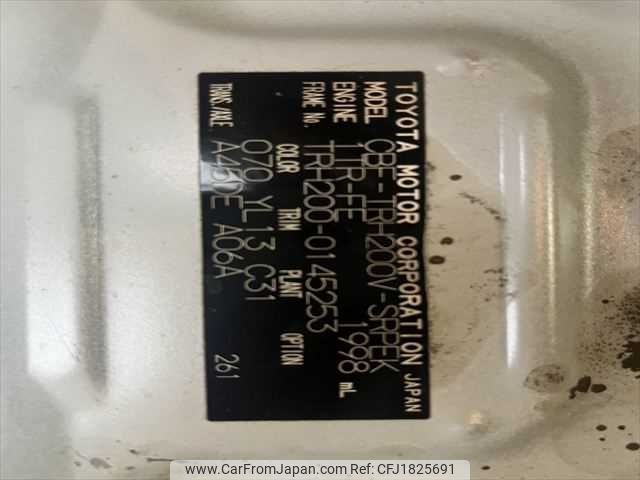 TOYOTA MOTOR CORPORATION JAPAN
MODEL CBF-TRH200V-SRPEK
ENGINE 1TR-FE 1998 mL
FRAME No. TRH200-0145253
COLOR TRIM PLANT OPTION
070 YL13 C31
TRANS./AXLE A45DE A06A 261
www.CarFromJapan.com Ref: CFJ1825691